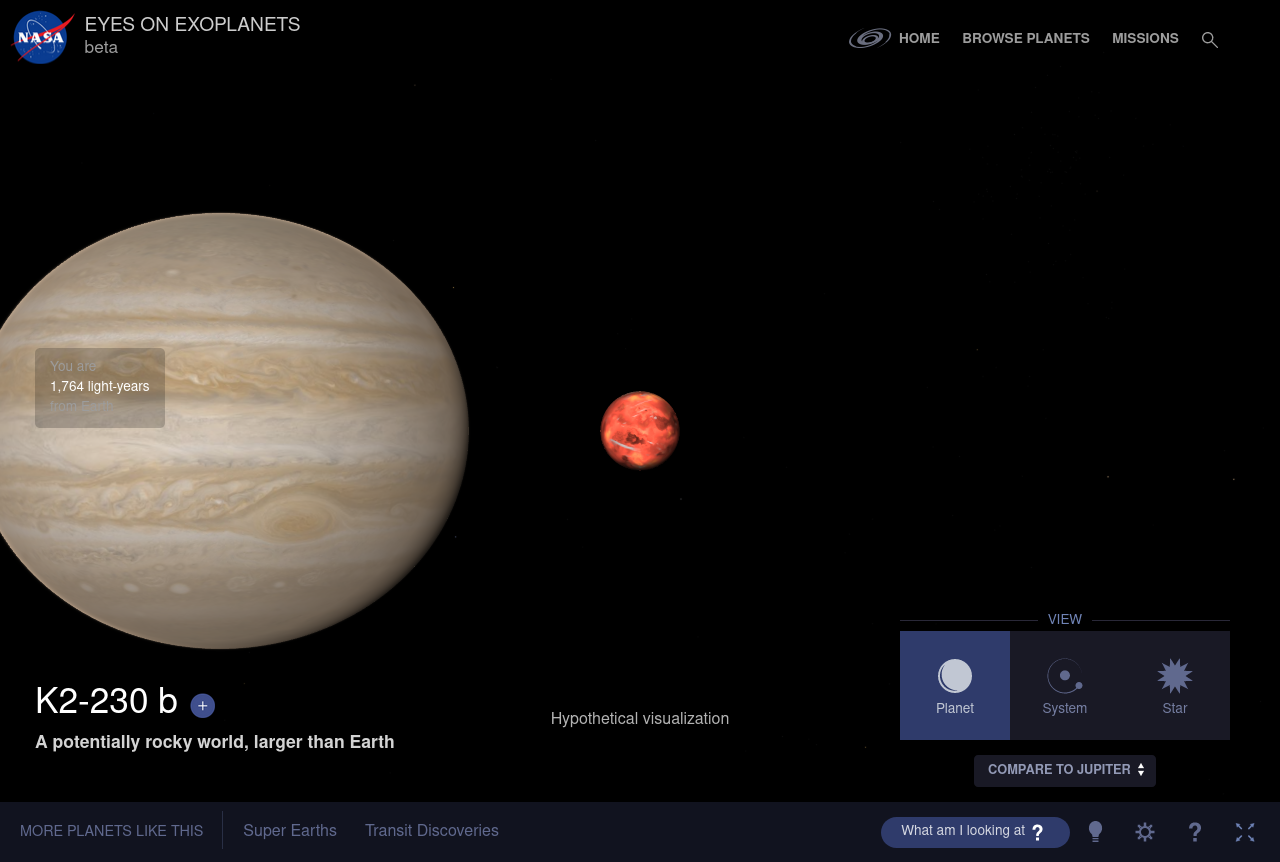 NASA
EYES ON EXOPLANETS
beta
HOME
BROWSE PLANETS
MISSIONS
You are
1,764 light-years
from Earth
VIEW
Planet
System
Star
K2-230 b +
A potentially rocky world, larger than Earth
Hypothetical visualization
COMPARE TO JUPITER
MORE PLANETS LIKE THIS
Super Earths
Transit Discoveries
What am I looking at ?
?